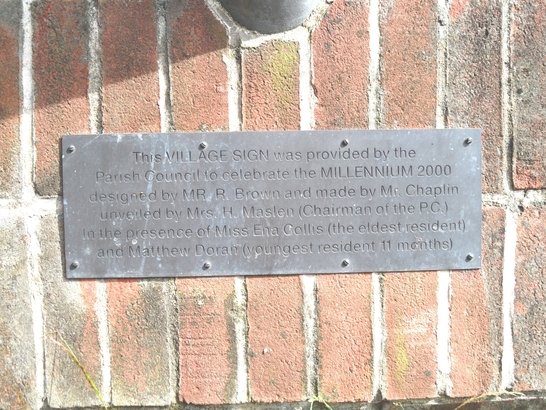 This VILLAGE SIGN was provided by the
Parish Council to celebrate the MILLENNIUM 2000
designed by MR. R. Brown and made by Mr. Chaplin
unveiled by Mrs. H. Maslen (Chairman of the P.C.)
In the presence of Miss Ena Collis (the eldest resident)
and Matthew Doran (youngest resident 11 months)